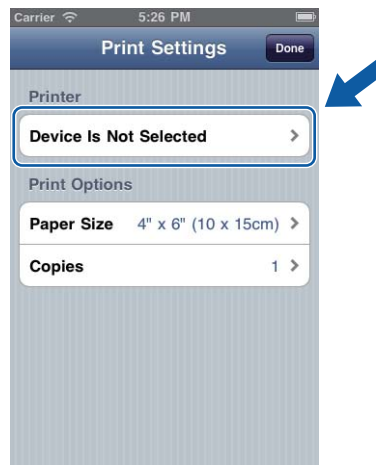 Carrier 5:26 PM
Print Settings Done
Printer
Device Is Not Selected
Print Options
Paper Size 4" x 6" (10 x 15cm)
Copies 1